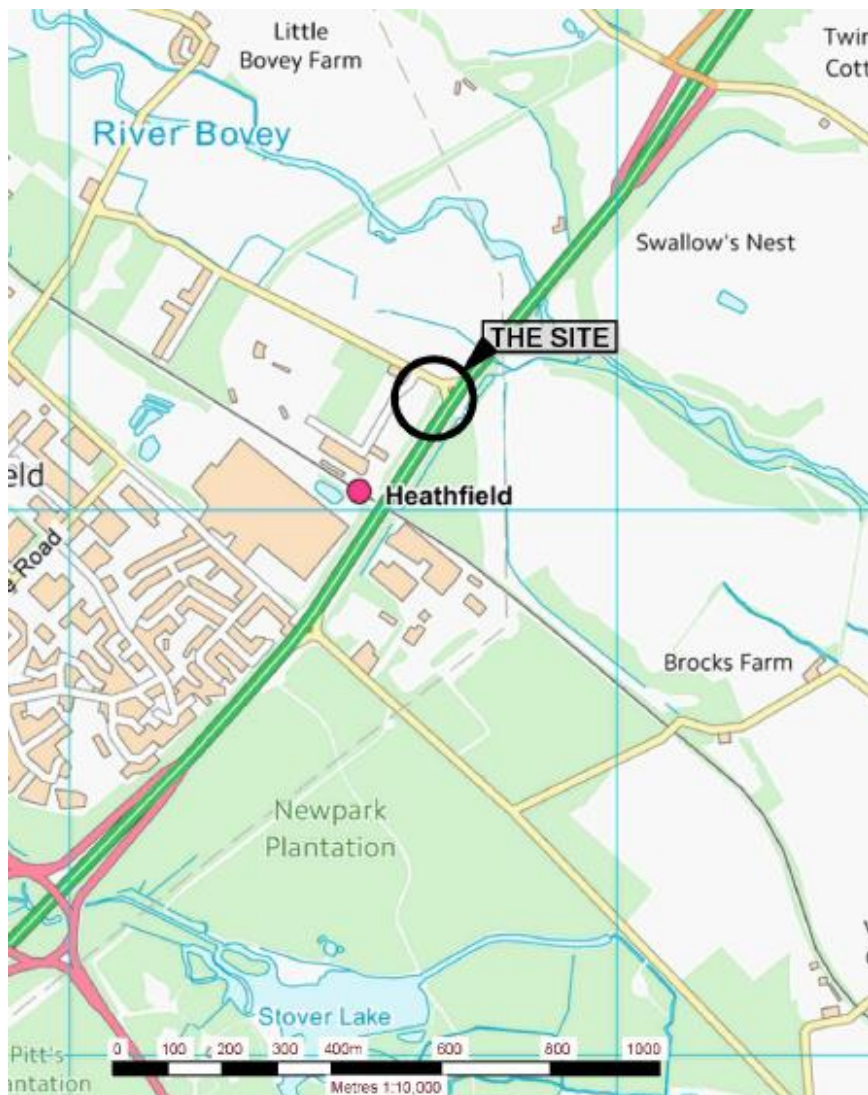 Little
Bovey Farm
Twin
Cott
River Bovey
Swallow's Nest
THE SITE
eld
Heathfield
Road
Brocks Farm
Newpark
Plantation
Stover Lake
Pitt's
antation
0 100 200 300 400m 600 800 1000
Metres 1:10,000